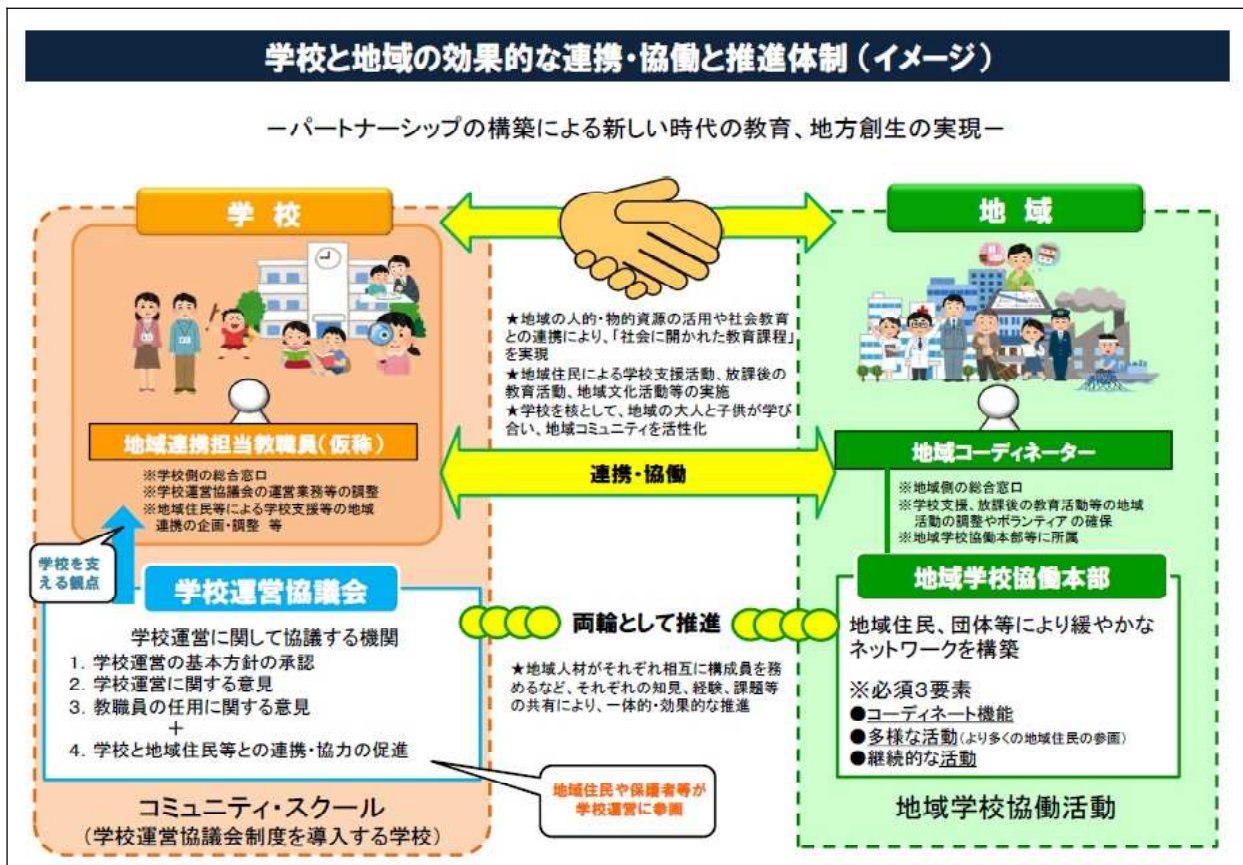 学校と地域の効果的な連携・協働と推進体制（イメージ）
－パートナーシップの構築による新しい時代の教育、地方創生の実現－
学 校
地域連携担当教職員（仮称）
※学校側の総合窓口
※学校運営協議会の運営業務等の調整
※地域住民等による学校支援等の地域
連携の企画・調整 等
学校を支
える観点
学校運営協議会
学校運営に関して協議する機関
1. 学校運営の基本方針の承認
2. 学校運営に関する意見
3. 教職員の任用に関する意見
＋
4. 学校と地域住民等との連携・協力の促進
地域住民や保護者等が
学校運営に参画
コミュニティ・スクール
（学校運営協議会制度を導入する学校）
★地域の人的・物的資源の活用や社会教育
との連携により、「社会に開かれた教育課程」
を実現
★地域住民による学校支援活動、放課後の
教育活動、地域文化活動等の実施
★学校を核として、地域の大人と子供が学び
合い、地域コミュニティを活性化
連携・協働
両輪として推進
★地域人材がそれぞれ相互に構成員を務
めるなど、それぞれの知見、経験、課題等
の共有により、一体的・効果的な推進
地 域
地域コーディネーター
※地域側の総合窓口
※学校支援、放課後の教育活動等の地域
活動の調整やボランティア の確保
※地域学校協働本部等に所属
地域学校協働本部
地域住民、団体等により緩やかな
ネットワークを構築
※必須３要素
●コーディネート機能
●多様な活動（より多くの地域住民の参画）
●継続的な活動
地域学校協働活動